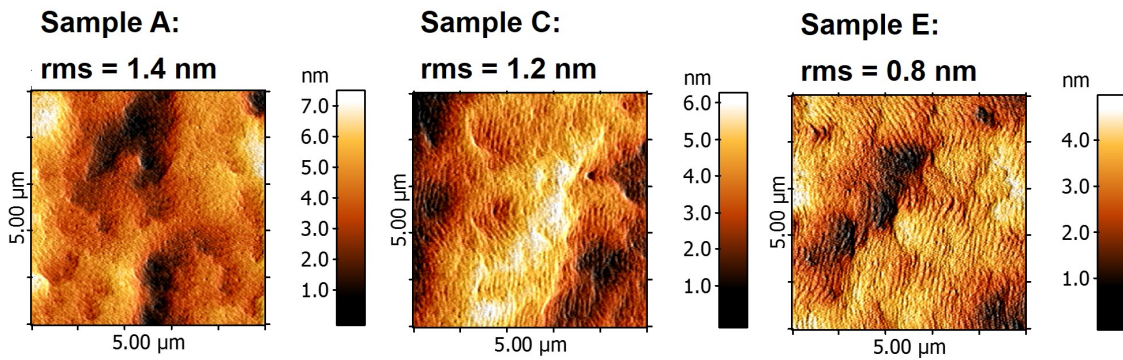 Sample A:
rms = 1.4 nm
nm
7.0
6.0
5.0
4.0
3.0
2.0
1.0
5.00 µm
5.00 µm
Sample C:
rms = 1.2 nm
nm
6.0
5.0
4.0
3.0
2.0
1.0
5.00 µm
5.00 µm
Sample E:
rms = 0.8 nm
nm
4.0
3.0
2.0
1.0
5.00 µm
5.00 µm